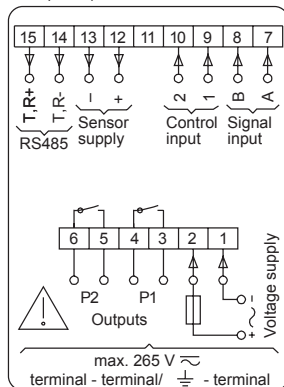 15 14 13 12 11 10 9 8 7
T,R+ T,R- – + 2 1 B A
RS485 Sensor supply Control input Signal input
6 5 4 3 2 1
P2 P1
Outputs
– ~ +
Voltage supply
max. 265 V ⎓~
terminal - terminal/ ⏚ - terminal